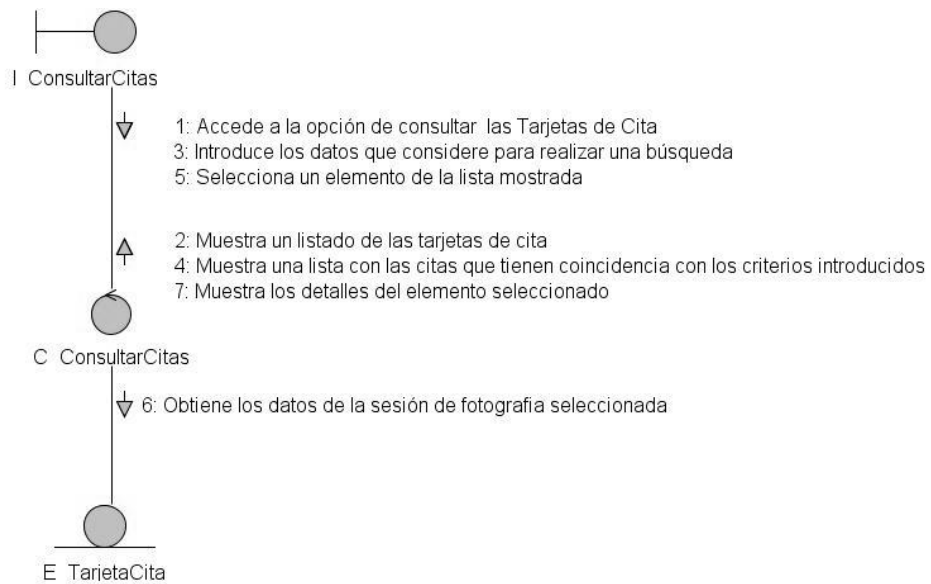 I ConsultarCitas
1: Accede a la opción de consultar las Tarjetas de Cita
3: Introduce los datos que considere para realizar una búsqueda
5: Selecciona un elemento de la lista mostrada
2: Muestra un listado de las tarjetas de cita
4: Muestra una lista con las citas que tienen coincidencia con los criterios introducidos
7: Muestra los detalles del elemento seleccionado
C ConsultarCitas
6: Obtiene los datos de la sesión de fotografia seleccionada
E TarjetaCita